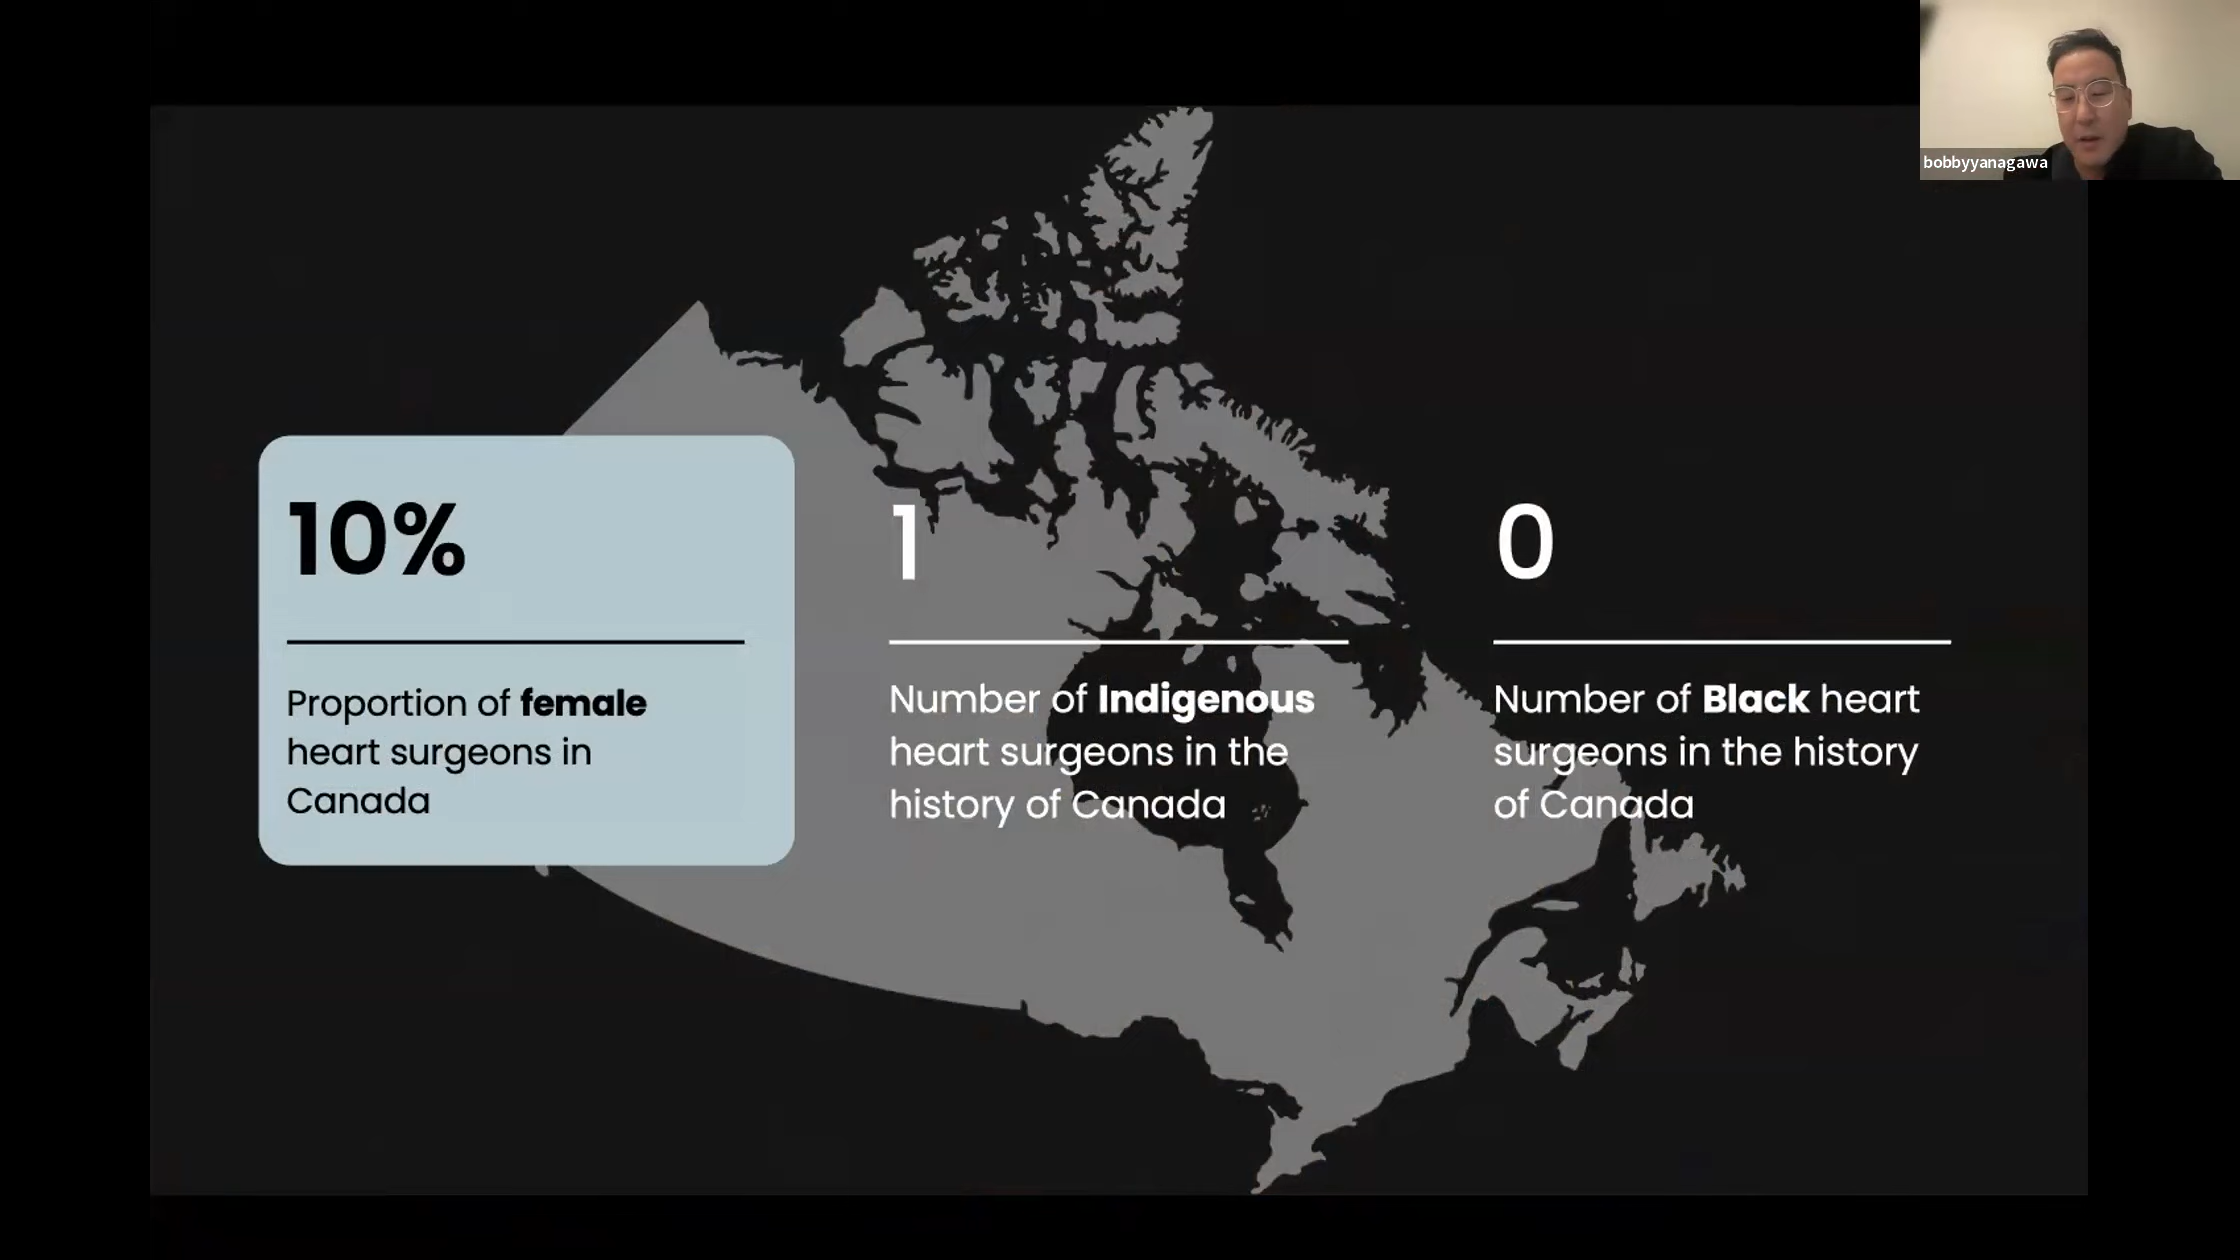 bobbyyanagawa
10%
Proportion of female
heart surgeons in
Canada
1
Number of Indigenous
heart surgeons in the
history of Canada
0
Number of Black heart
surgeons in the history
of Canada